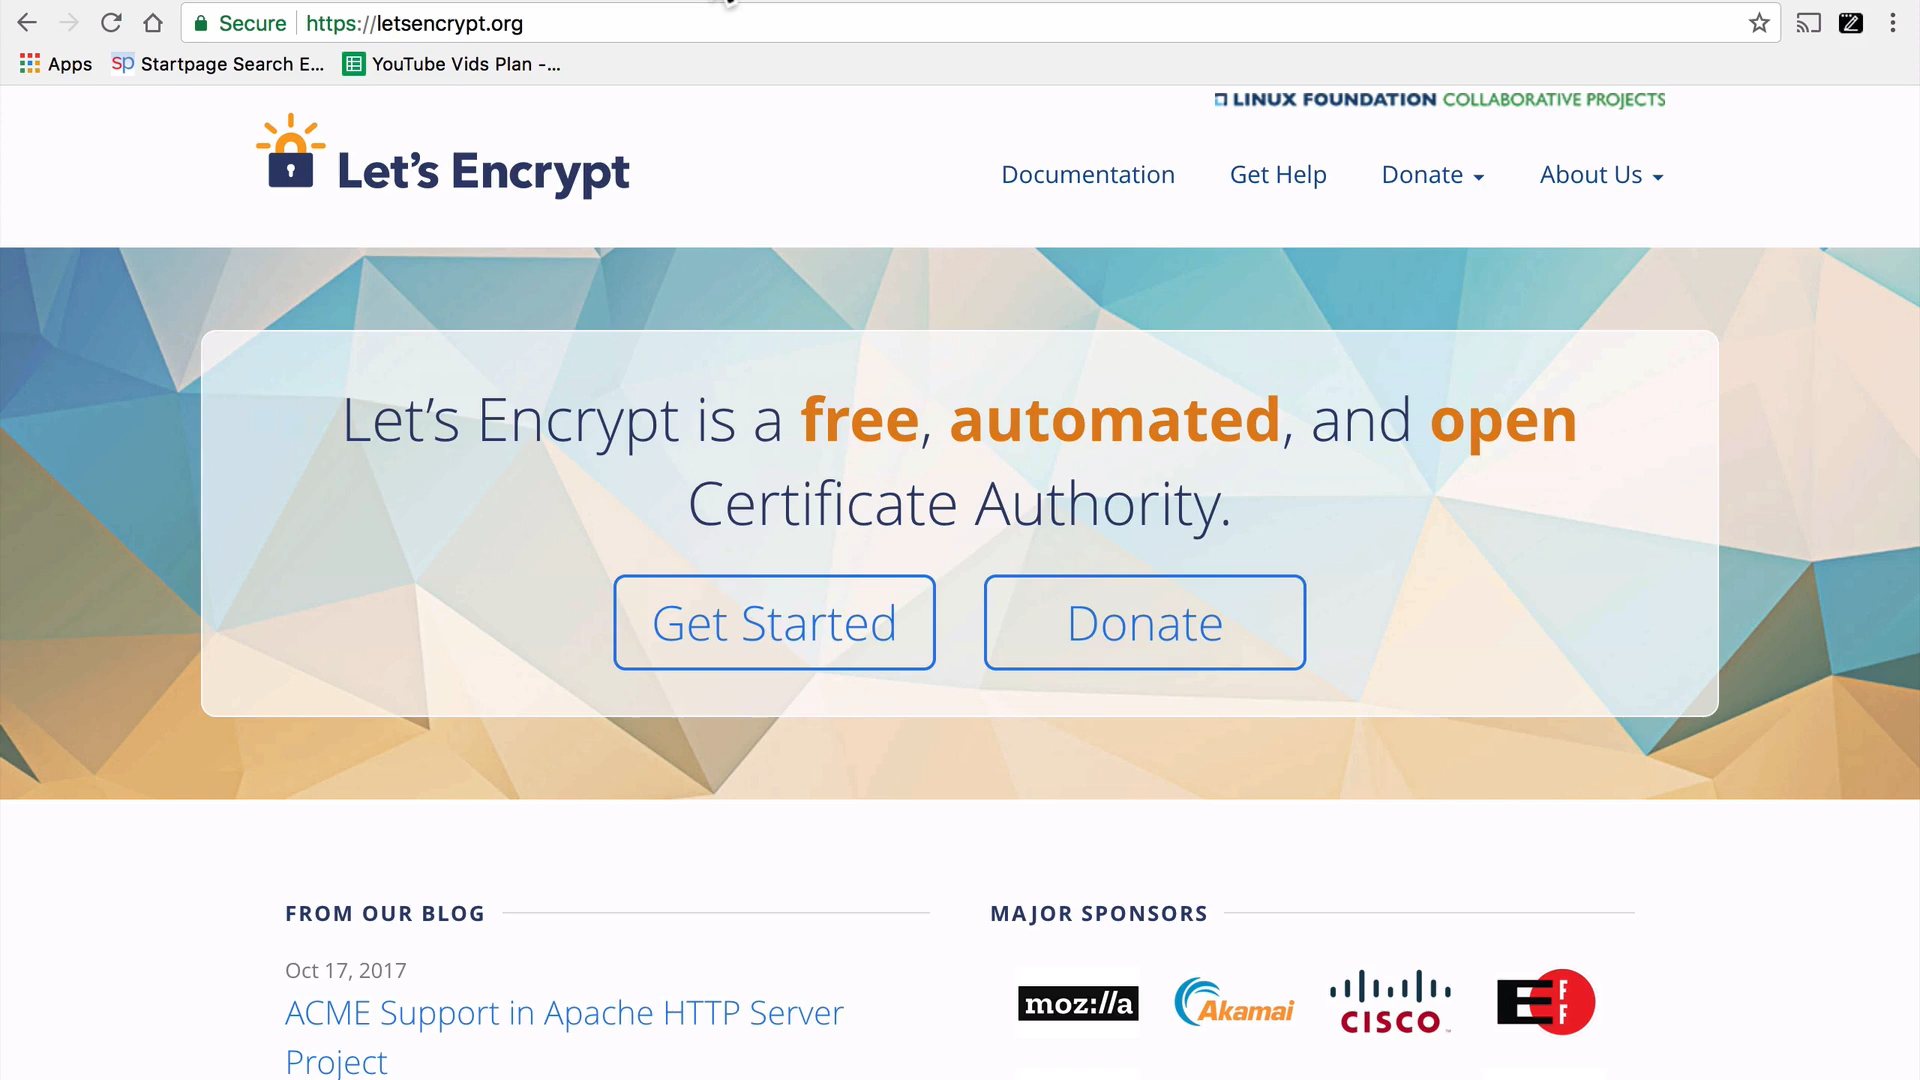 Secure https://letsencrypt.org
Apps
sp Startpage Search E...
YouTube Vids Plan -...
LINUX FOUNDATION COLLABORATIVE PROJECTS
Let's Encrypt
Documentation
Get Help
Donate
About Us
Let's Encrypt is a free, automated, and open
Certificate Authority.
Get Started
Donate
FROM OUR BLOG
Oct 17, 2017
ACME Support in Apache HTTP Server
Project
MAJOR SPONSORS
moz://a
Akamai
CISCO
EFF